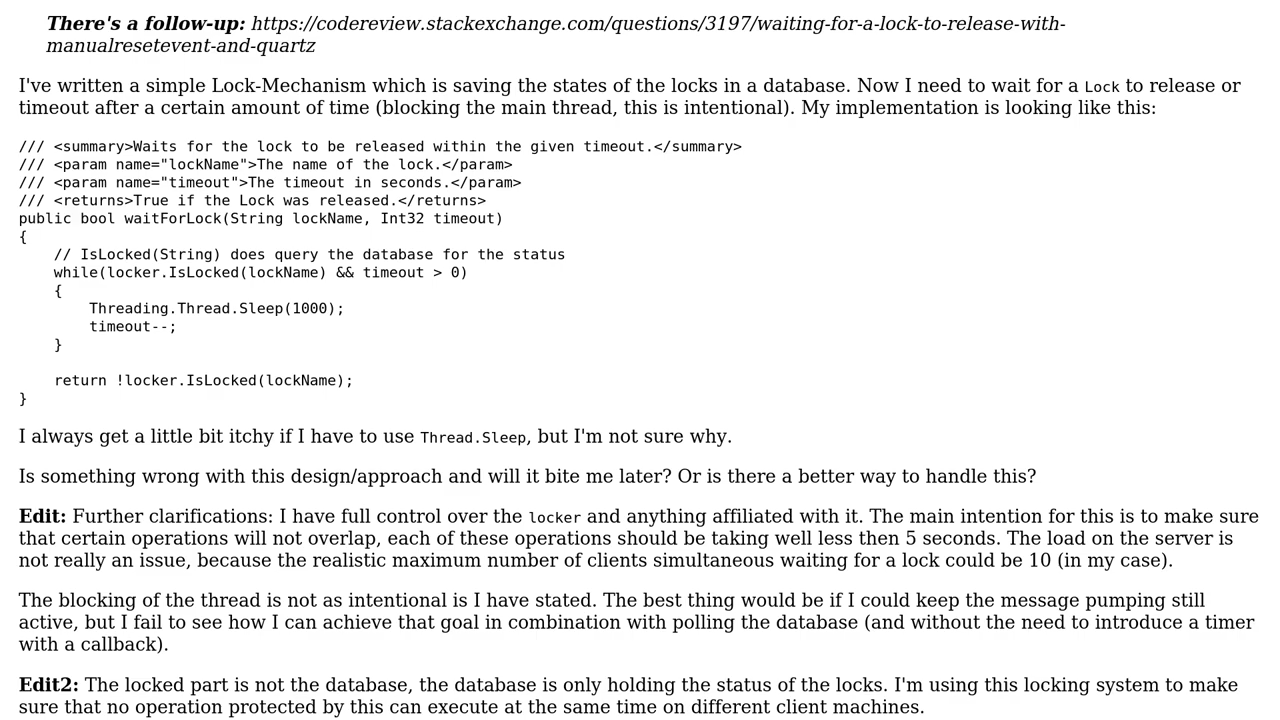 There's a follow-up: https://codereview.stackexchange.com/questions/3197/waiting-for-a-lock-to-release-with-
manualresetevent-and-quartz
I've written a simple Lock-Mechanism which is saving the states of the locks in a database. Now I need to wait for a Lock to release or
timeout after a certain amount of time (blocking the main thread, this is intentional). My implementation is looking like this:
/// <summary>Waits for the lock to be released within the given timeout.</summary>
/// <param name="lockName">The name of the lock.</param>
/// <param name="timeout">The timeout in seconds.</param>
/// <returns>True if the Lock was released.</returns>
public bool waitForLock(String lockName, Int32 timeout)
{
    // IsLocked(String) does query the database for the status
    while(locker.IsLocked(lockName) && timeout > 0)
    {
        Threading.Thread.Sleep(1000);
        timeout--;
    }
    return !locker.IsLocked(lockName);
}
I always get a little bit itchy if I have to use Thread.Sleep, but I'm not sure why.
Is something wrong with this design/approach and will it bite me later? Or is there a better way to handle this?
Edit: Further clarifications: I have full control over the locker and anything affiliated with it. The main intention for this is to make sure
that certain operations will not overlap, each of these operations should be taking well less then 5 seconds. The load on the server is
not really an issue, because the realistic maximum number of clients simultaneous waiting for a lock could be 10 (in my case).
The blocking of the thread is not as intentional is I have stated. The best thing would be if I could keep the message pumping still
active, but I fail to see how I can achieve that goal in combination with polling the database (and without the need to introduce a timer
with a callback).
Edit2: The locked part is not the database, the database is only holding the status of the locks. I'm using this locking system to make
sure that no operation protected by this can execute at the same time on different client machines.